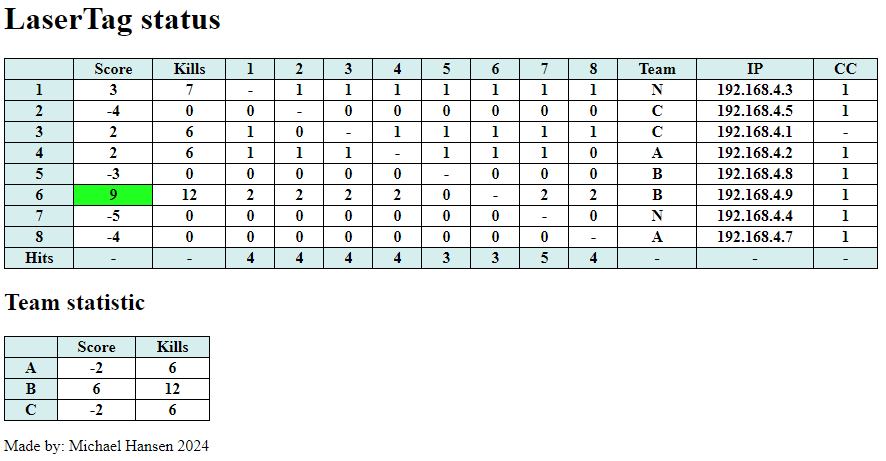 LaserTag status
Score Kills 1 2 3 4 5 6 7 8 Team IP CC
1 3 7 - 1 1 1 1 1 1 1 N 192.168.4.3 1
2 -4 0 0 - 0 0 0 0 0 0 C 192.168.4.5 1
3 2 6 1 0 - 1 1 1 1 1 C 192.168.4.1 -
4 2 6 1 1 1 - 1 1 1 0 A 192.168.4.2 1
5 -3 0 0 0 0 0 - 0 0 0 B 192.168.4.8 1
6 9 12 2 2 2 2 0 - 2 2 B 192.168.4.9 1
7 -5 0 0 0 0 0 0 0 - 0 N 192.168.4.4 1
8 -4 0 0 0 0 0 0 0 0 - A 192.168.4.7 1
Hits - - 4 4 4 4 3 3 5 4 - - -
Team statistic
Score Kills
A -2 6
B 6 12
C -2 6
Made by: Michael Hansen 2024